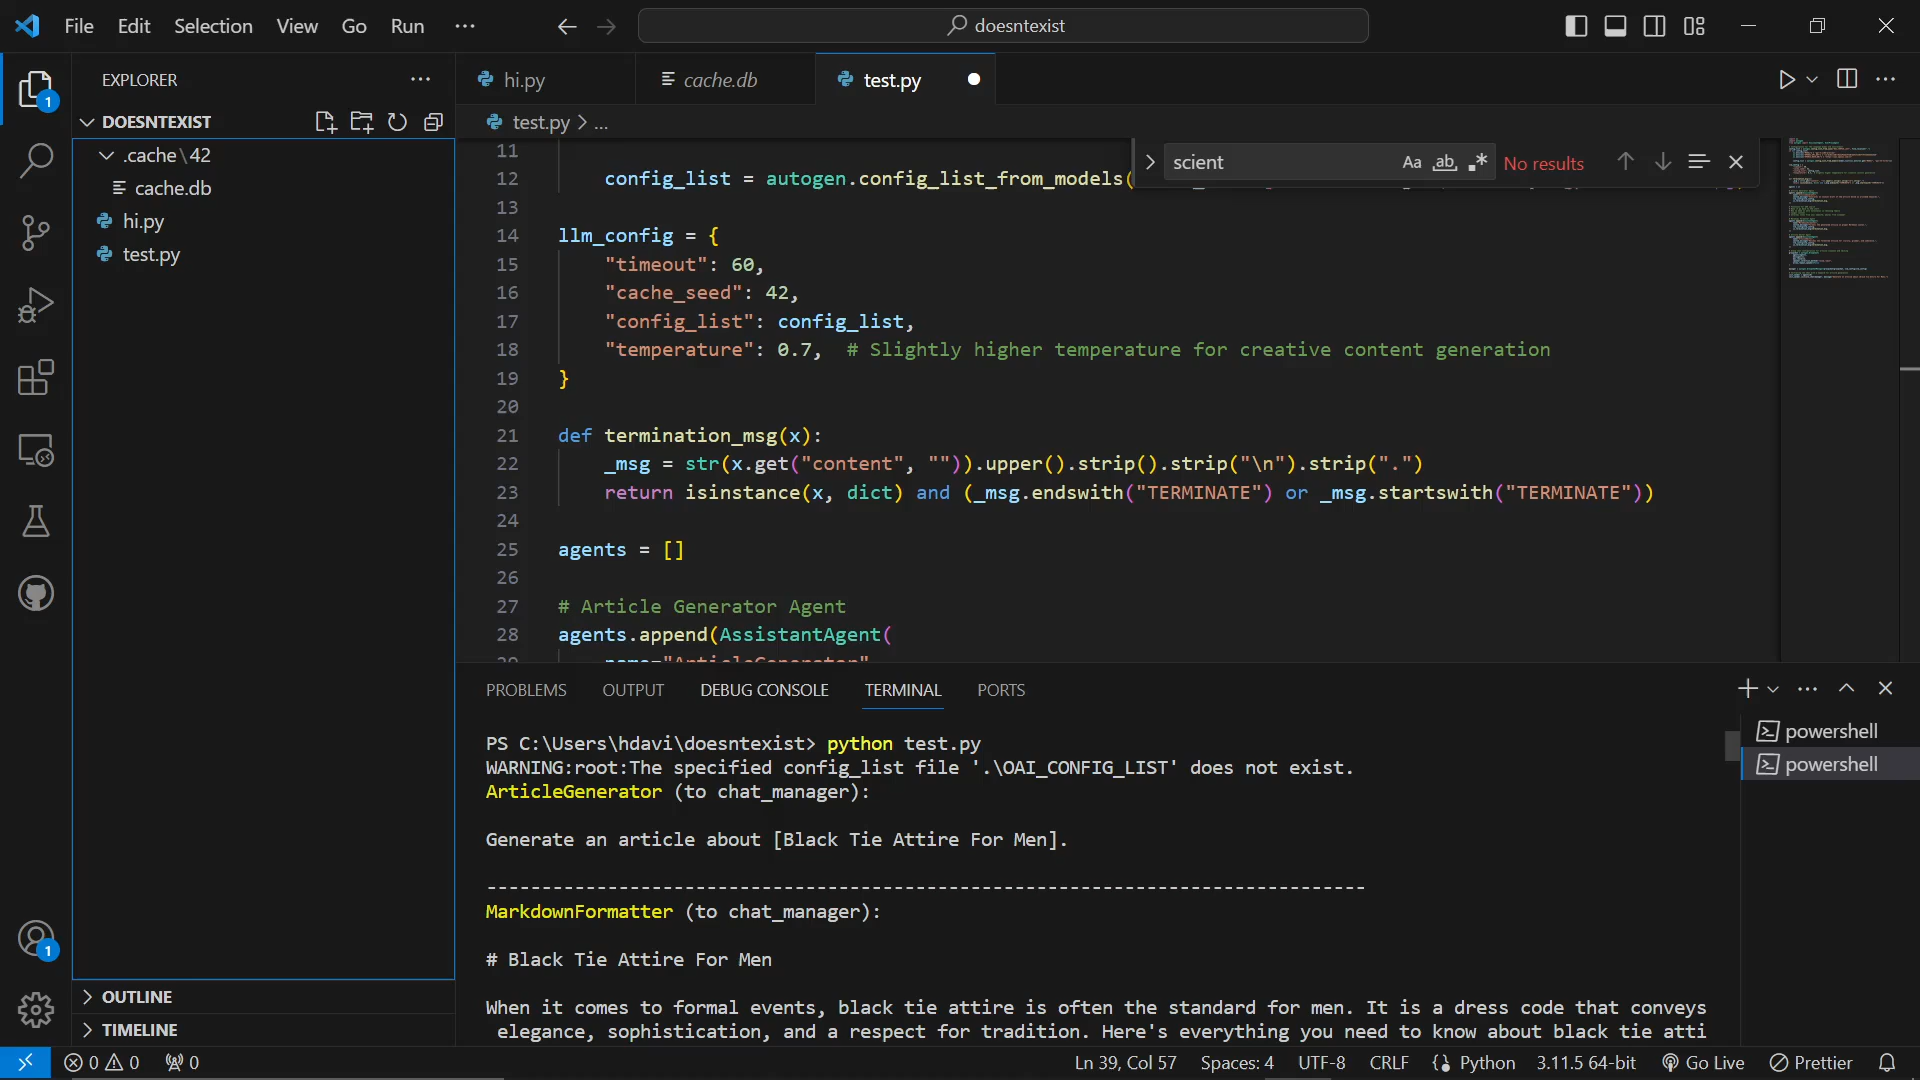 File Edit Selection View Go Run ...
doesntexist
EXPLORER
DOESNTEXIST
.cache\42
cache.db
hi.py
test.py
OUTLINE
TIMELINE
1
1
hi.py
cache.db
test.py
test.py > ...
scient
Aa ab .* No results
11
12 config_list = autogen.config_list_from_models(
13
14 llm_config = {
15 "timeout": 60,
16 "cache_seed": 42,
17 "config_list": config_list,
18 "temperature": 0.7,  # Slightly higher temperature for creative content generation
19 }
20
21 def termination_msg(x):
22 _msg = str(x.get("content", "")).upper().strip().strip("\n").strip(".")
23 return isinstance(x, dict) and (_msg.endswith("TERMINATE") or _msg.startswith("TERMINATE"))
24
25 agents = []
26
27 # Article Generator Agent
28 agents.append(AssistantAgent(
29 name="ArticleGenerator",
PROBLEMS OUTPUT DEBUG CONSOLE TERMINAL PORTS
powershell
powershell
PS C:\Users\hdavi\doesntexist> python test.py
WARNING:root:The specified config_list file '.\OAI_CONFIG_LIST' does not exist.
ArticleGenerator (to chat_manager):
Generate an article about [Black Tie Attire For Men].
--------------------------------------------------------------------------------
MarkdownFormatter (to chat_manager):
# Black Tie Attire For Men
When it comes to formal events, black tie attire is often the standard for men. It is a dress code that conveys
elegance, sophistication, and a respect for tradition. Here's everything you need to know about black tie atti
0 0 0 Ln 39, Col 57 Spaces: 4 UTF-8 CRLF Python 3.11.5 64-bit Go Live Prettier